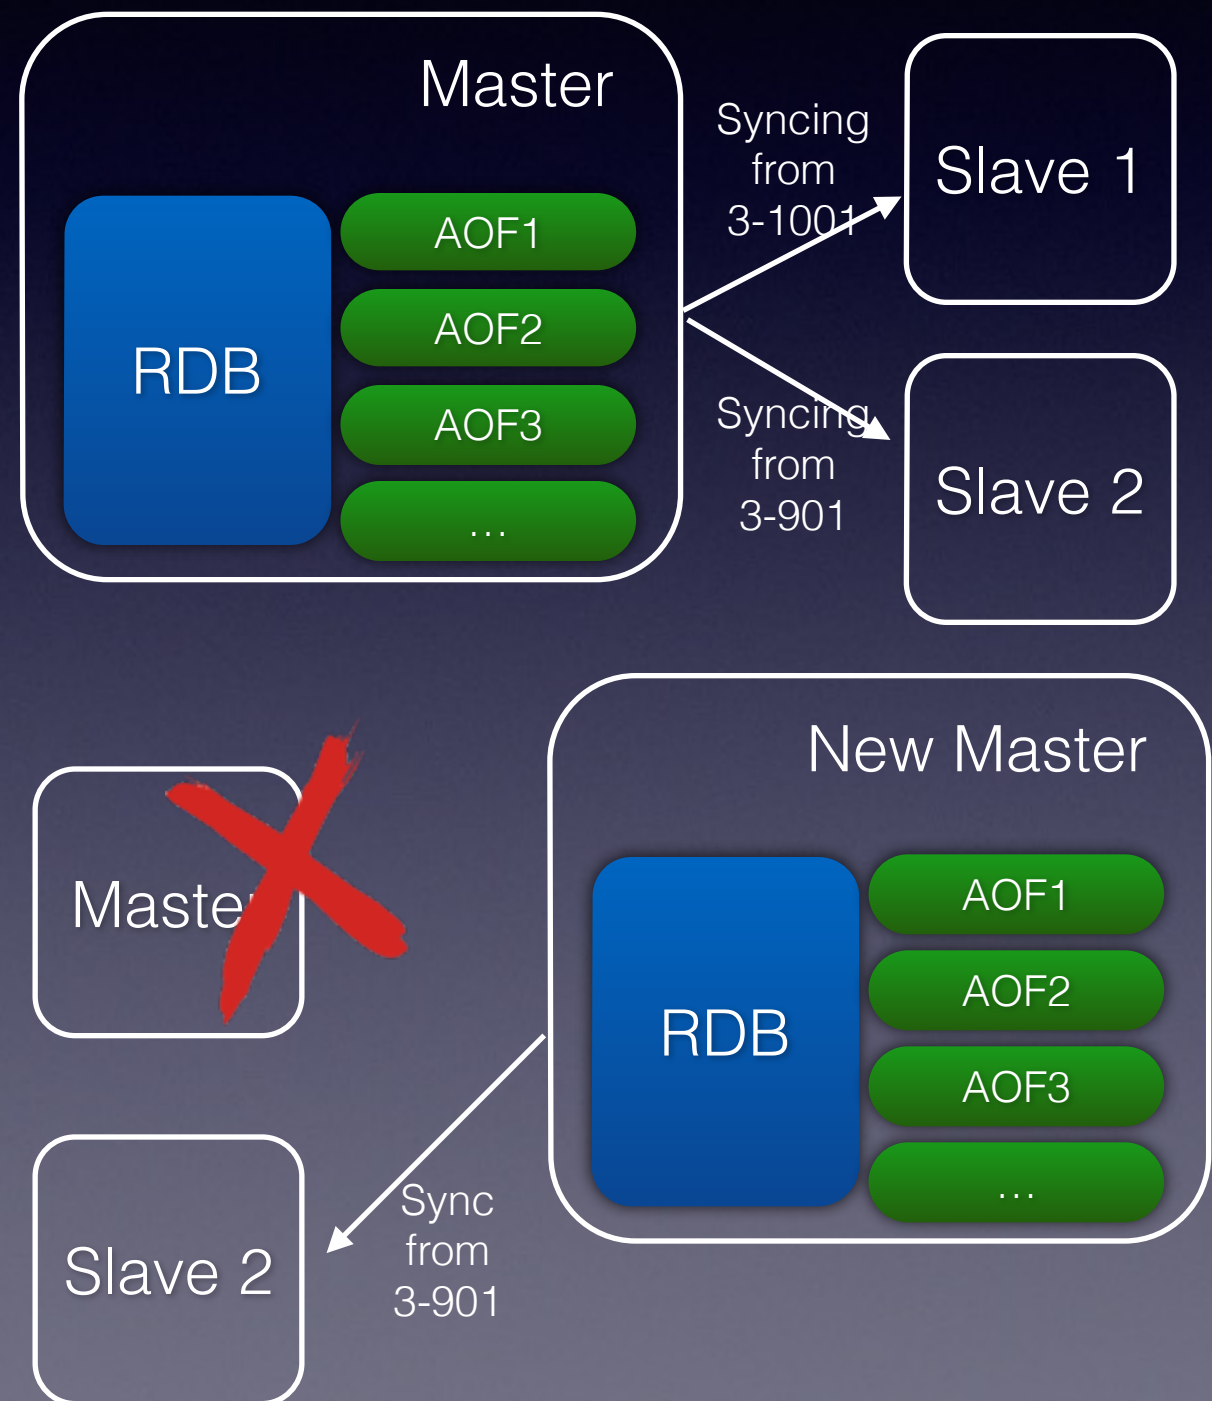 Master
RDB
AOF1
AOF2
AOF3
...
Syncing
from
3-1001
Slave 1
Syncing
from
3-901
Slave 2
Master
New Master
RDB
AOF1
AOF2
AOF3
...
Sync
from
3-901
Slave 2